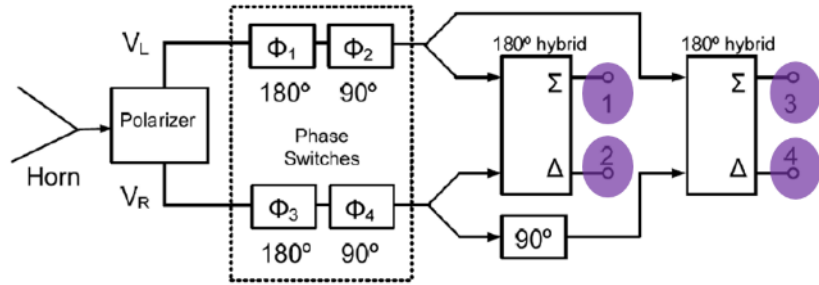 V_L
Φ₁ Φ₂
180º hybrid 180º hybrid
180º 90º
Σ 1 Σ 3
Polarizer
Phase
Switches
Horn
Δ 2 Δ 4
V_R
Φ₃ Φ₄
90º
180º 90º